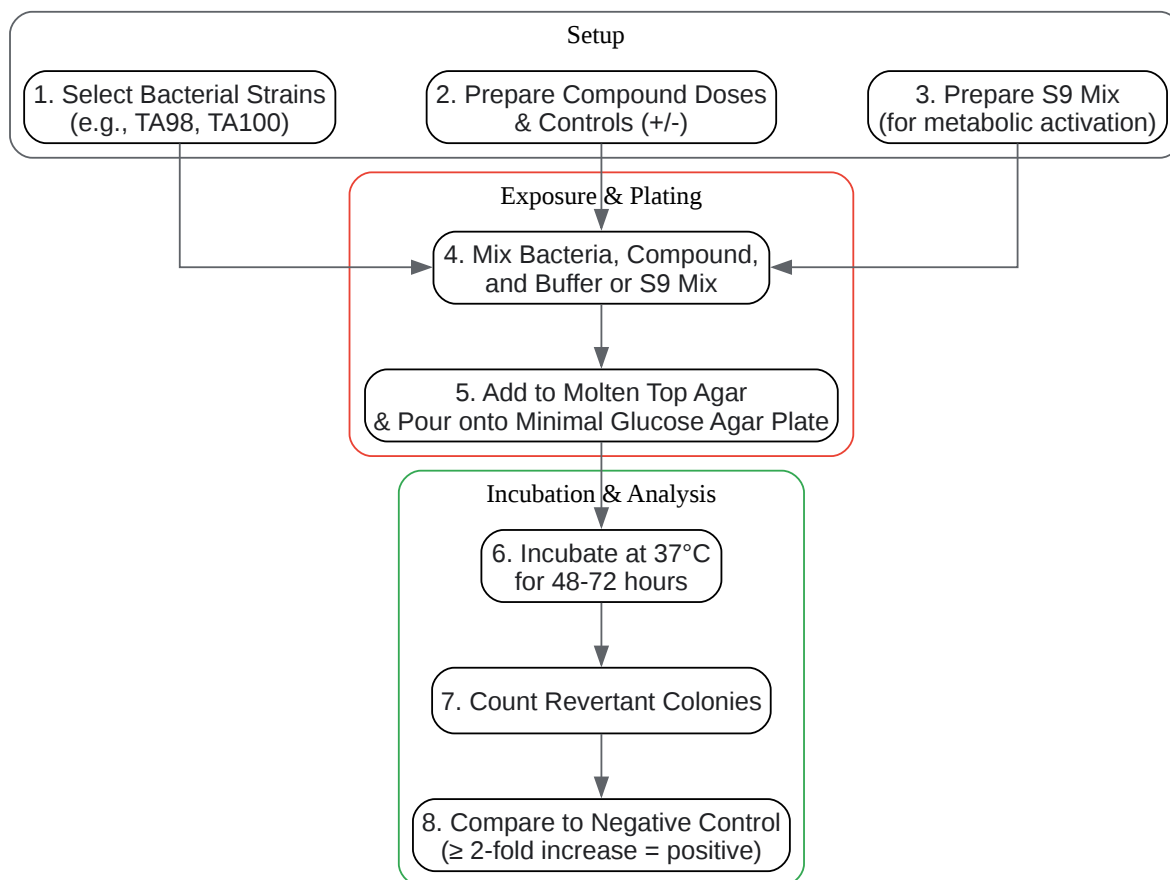 Setup
1. Select Bacterial Strains
(e.g., TA98, TA100)
2. Prepare Compound Doses
& Controls (+/-)
3. Prepare S9 Mix
(for metabolic activation)
Exposure & Plating
4. Mix Bacteria, Compound,
and Buffer or S9 Mix
5. Add to Molten Top Agar
& Pour onto Minimal Glucose Agar Plate
Incubation & Analysis
6. Incubate at 37°C
for 48-72 hours
7. Count Revertant Colonies
8. Compare to Negative Control
(≥ 2-fold increase = positive)